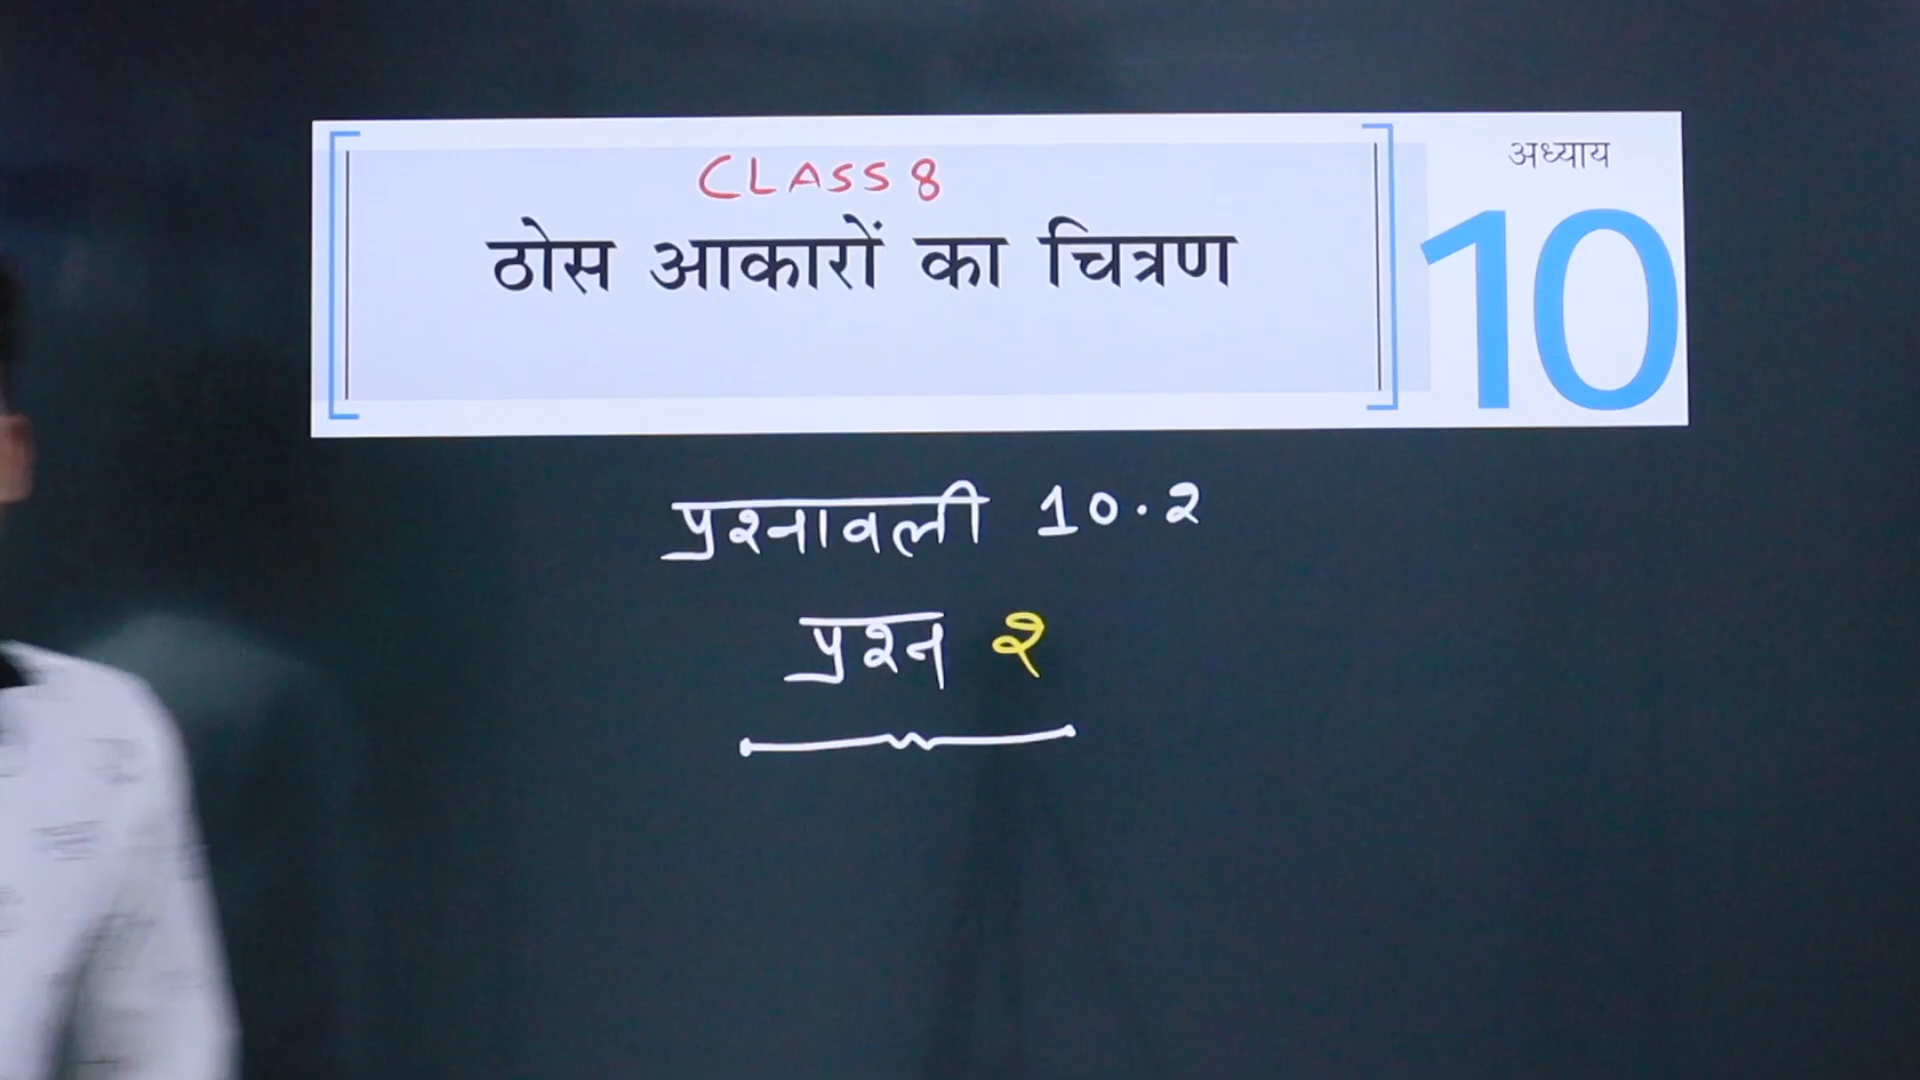 CLASS 8
ठोस आकारों का चित्रण
अध्याय
10
प्रश्नावली 10.2
प्रश्न 2